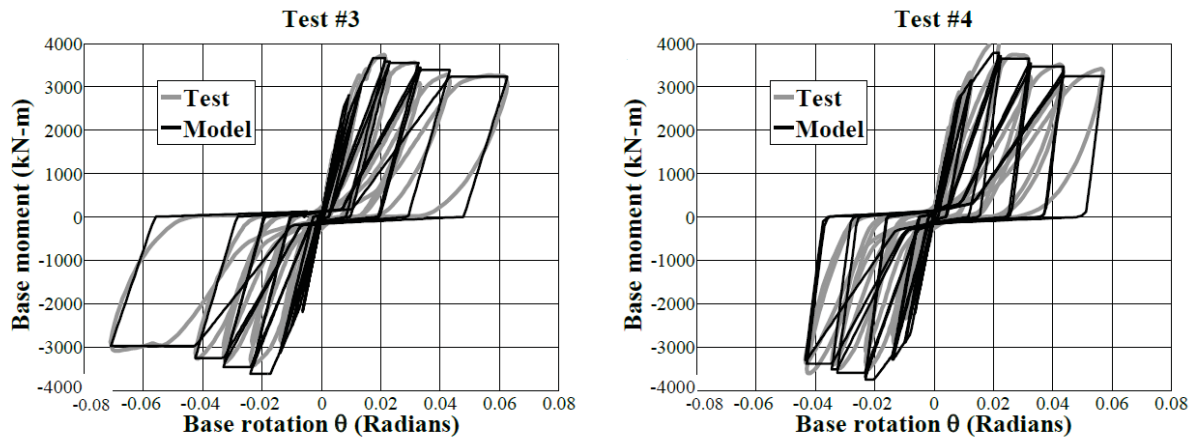 Test #3
4000
3000
2000
1000
0
-1000
-2000
-3000
-4000
-0.08 -0.06 -0.04 -0.02 0 0.02 0.04 0.06 0.08
Base moment (kN-m)
Base rotation θ (Radians)
Test
Model
Test #4
4000
3000
2000
1000
0
-1000
-2000
-3000
-4000
-0.08 -0.06 -0.04 -0.02 0 0.02 0.04 0.06 0.08
Base moment (kN-m)
Base rotation θ (Radians)
Test
Model